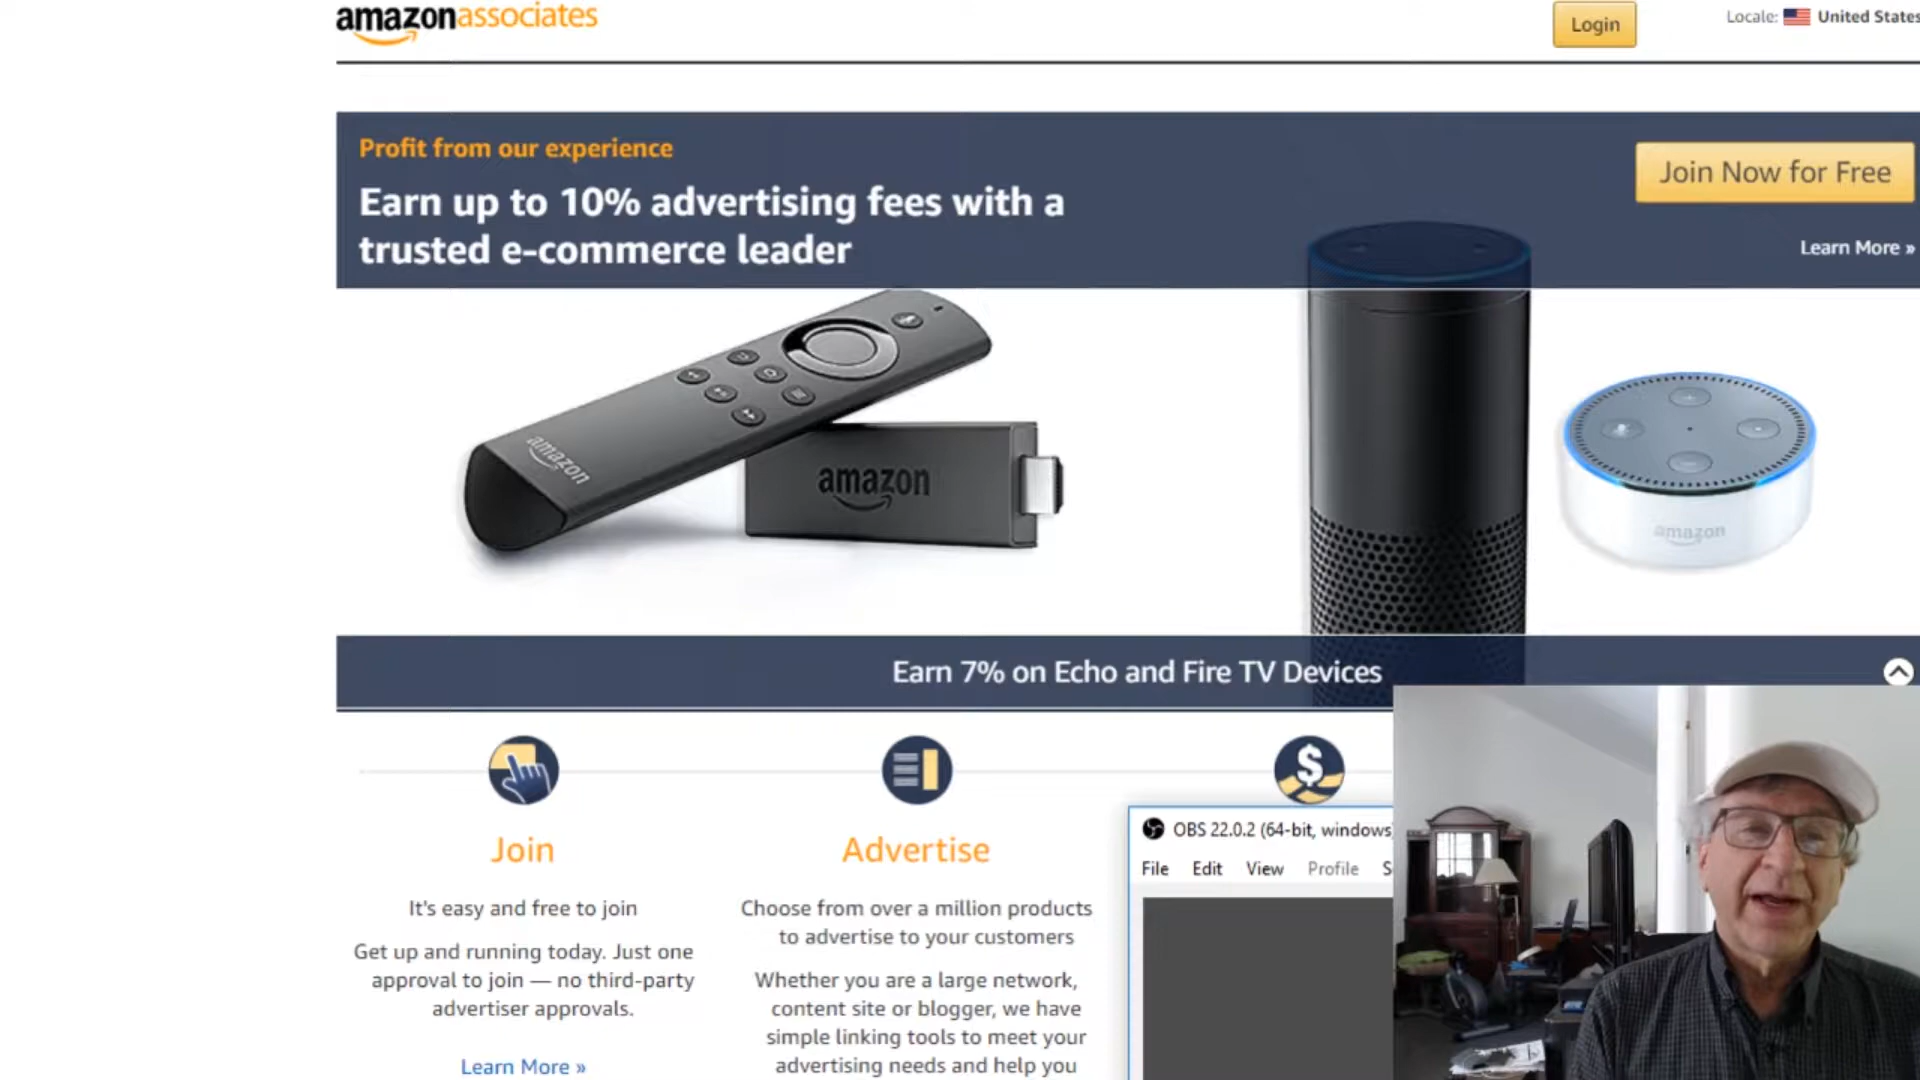 amazonassociates
Login
Locale: United States
Profit from our experience
Earn up to 10% advertising fees with a
trusted e-commerce leader
Join Now for Free
Learn More »
amazon
amazon
amazon
Earn 7% on Echo and Fire TV Devices
Join
It's easy and free to join
Get up and running today. Just one
approval to join — no third-party
advertiser approvals.
Learn More »
Advertise
Choose from over a million products
to advertise to your customers
Whether you are a large network,
content site or blogger, we have
simple linking tools to meet your
advertising needs and help you
OBS 22.0.2 (64-bit, windows)
File Edit View Profile S